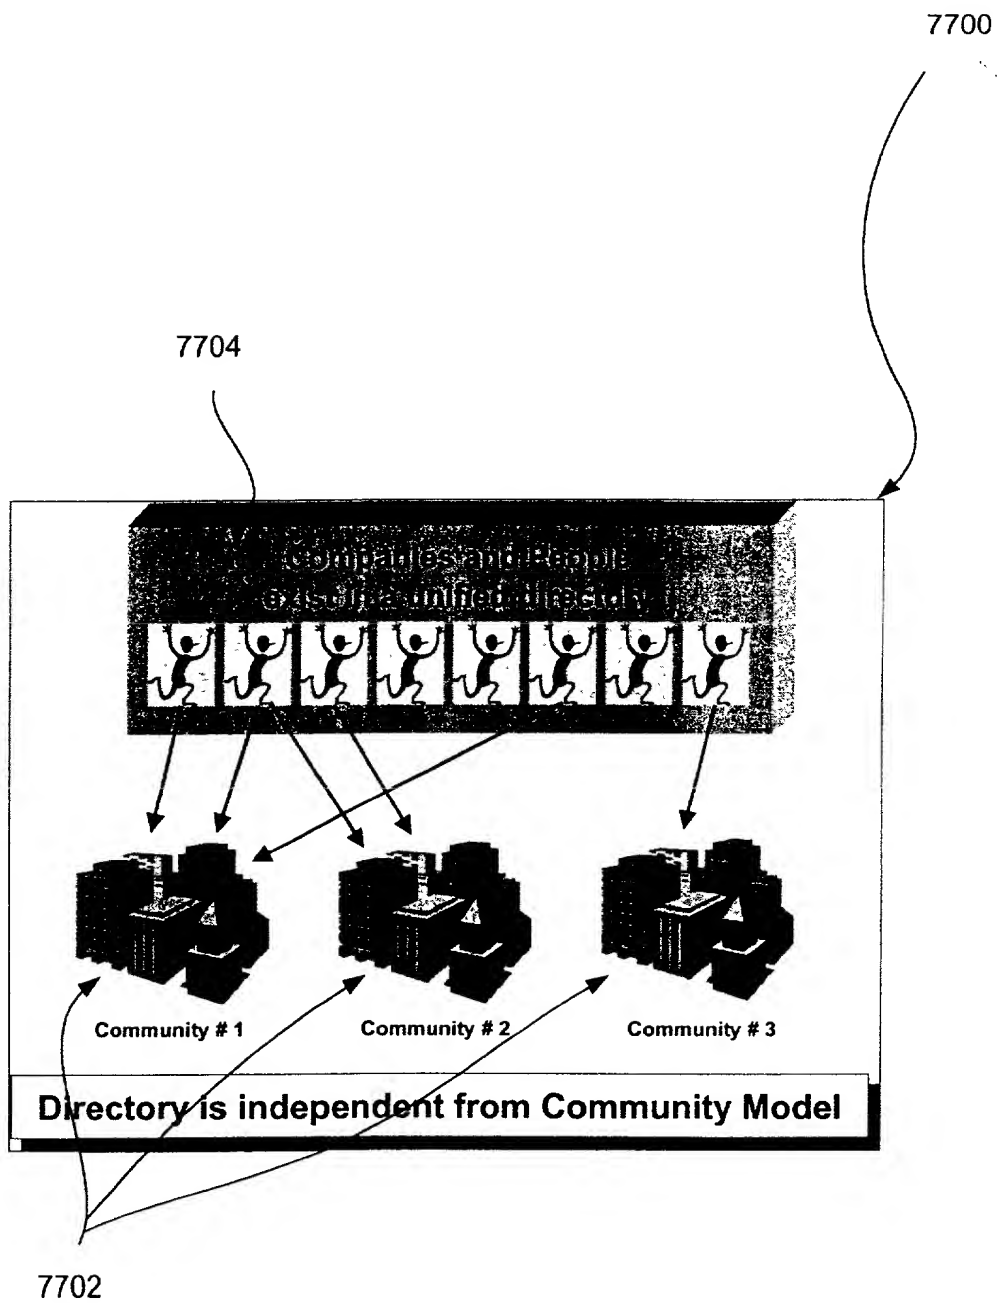 7700
7704
Companies and People
exist in a unified directory
Community # 1
Community # 2
Community # 3
Directory is independent from Community Model
7702